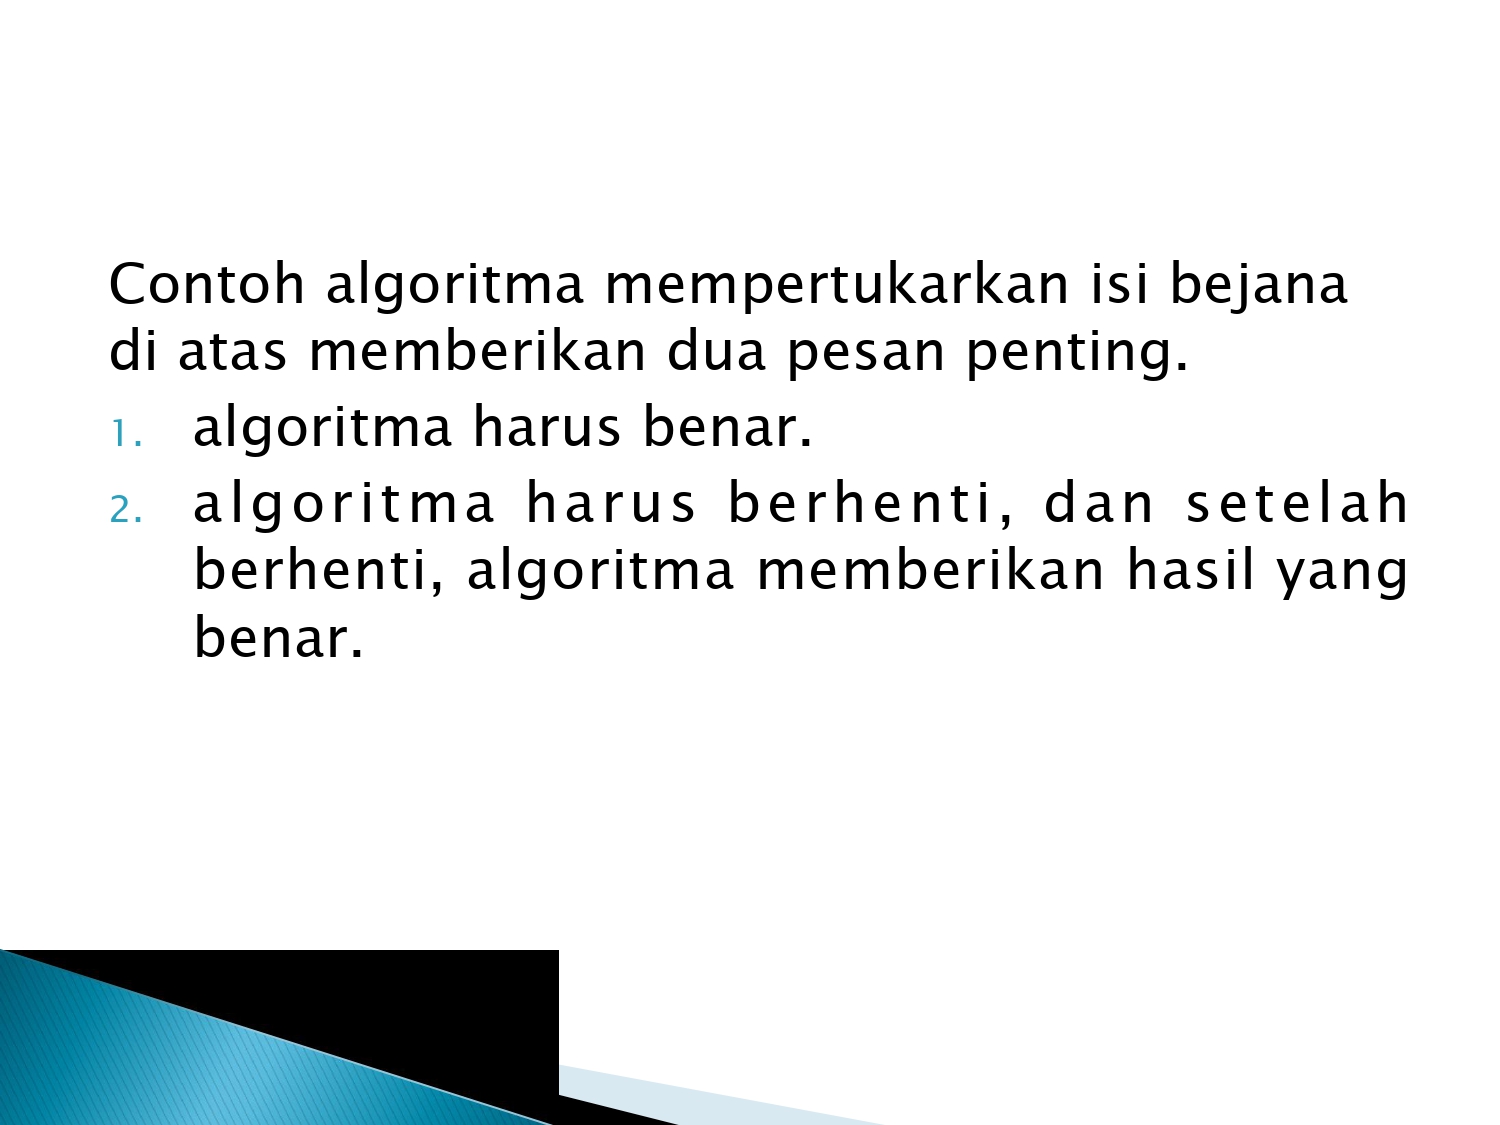 Contoh algoritma mempertukarkan isi bejana
di atas memberikan dua pesan penting.
1. algoritma harus benar.
2. algoritma harus berhenti, dan setelah
berhenti, algoritma memberikan hasil yang
benar.